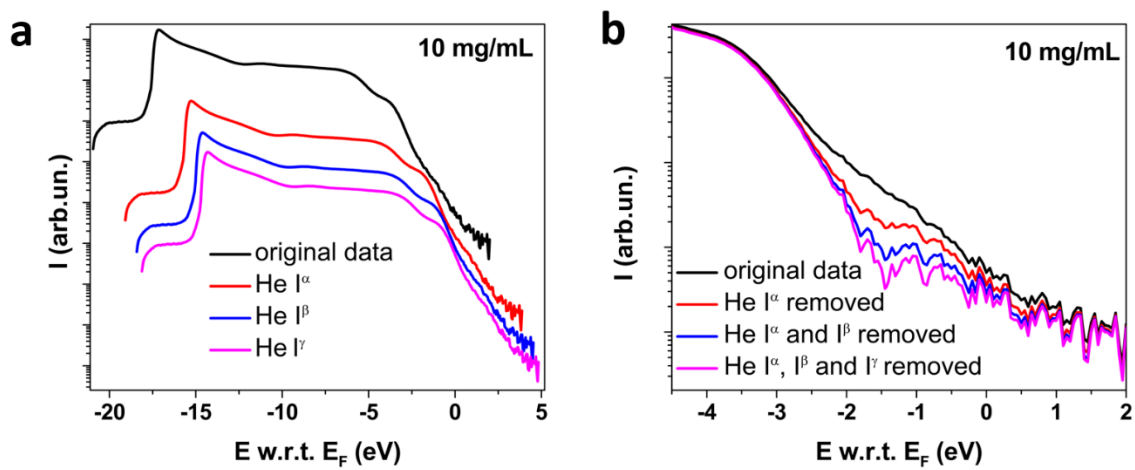 a
10 mg/mL
I (arb.un.)
original data
He I^α
He I^β
He I^γ
-20 -15 -10 -5 0 5
E w.r.t. E_F (eV)
b
10 mg/mL
I (arb.un.)
original data
He I^α removed
He I^α and I^β removed
He I^α, I^β and I^γ removed
-4 -3 -2 -1 0 1 2
E w.r.t. E_F (eV)